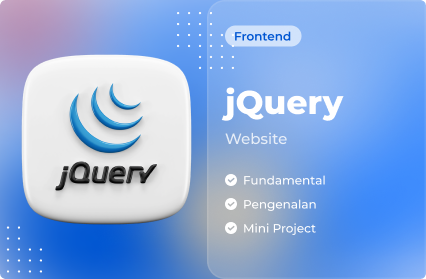 jQuery
Frontend
jQuery
Website
Fundamental
Pengenalan
Mini Project